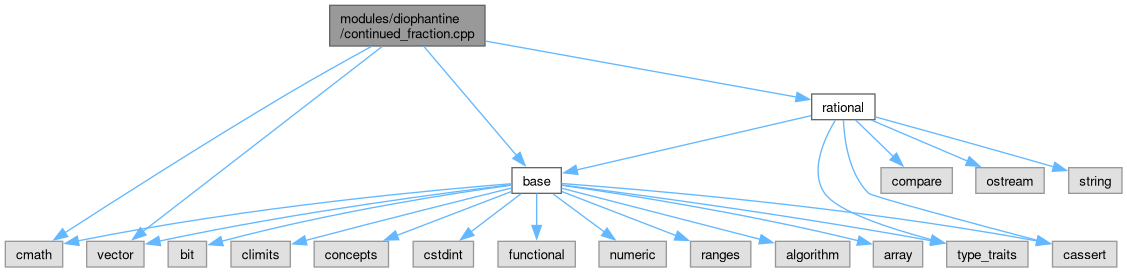 modules/diophantine
/continued_fraction.cpp
rational
base
compare
ostream
string
cmath
vector
bit
climits
concepts
cstdint
functional
numeric
ranges
algorithm
array
type_traits
cassert